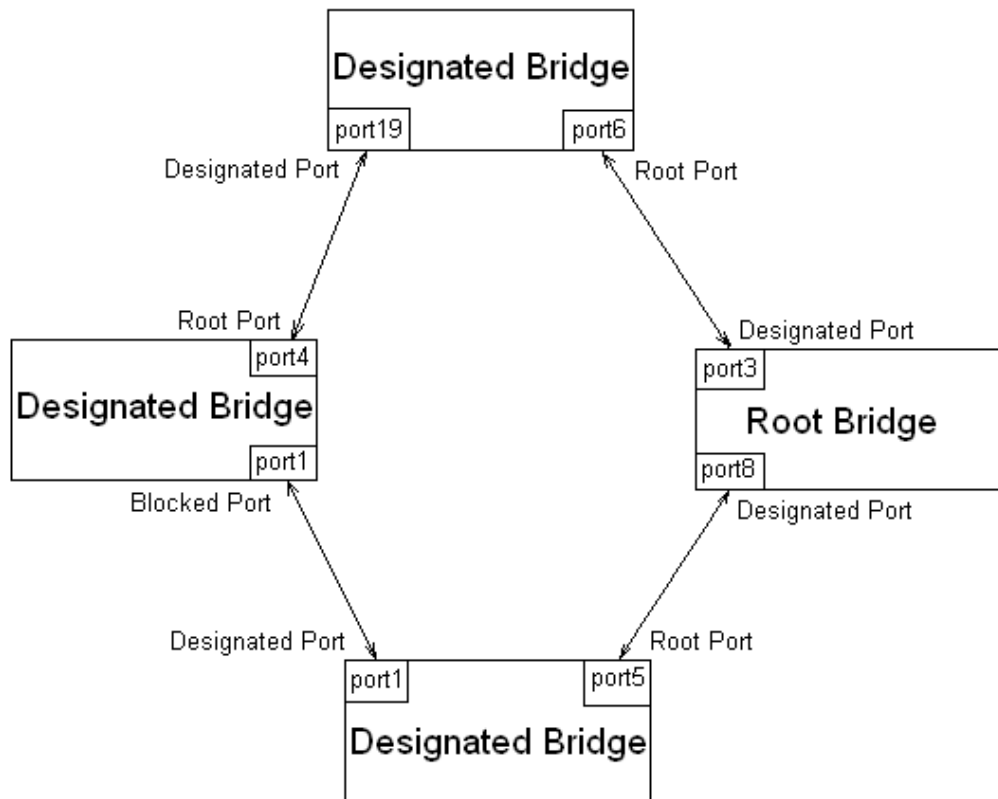 Designated Bridge
port19
port6
Designated Port
Root Port
Root Port
Designated Port
port4
port3
Designated Bridge
Root Bridge
port1
port8
Blocked Port
Designated Port
Designated Port
Root Port
port1
port5
Designated Bridge